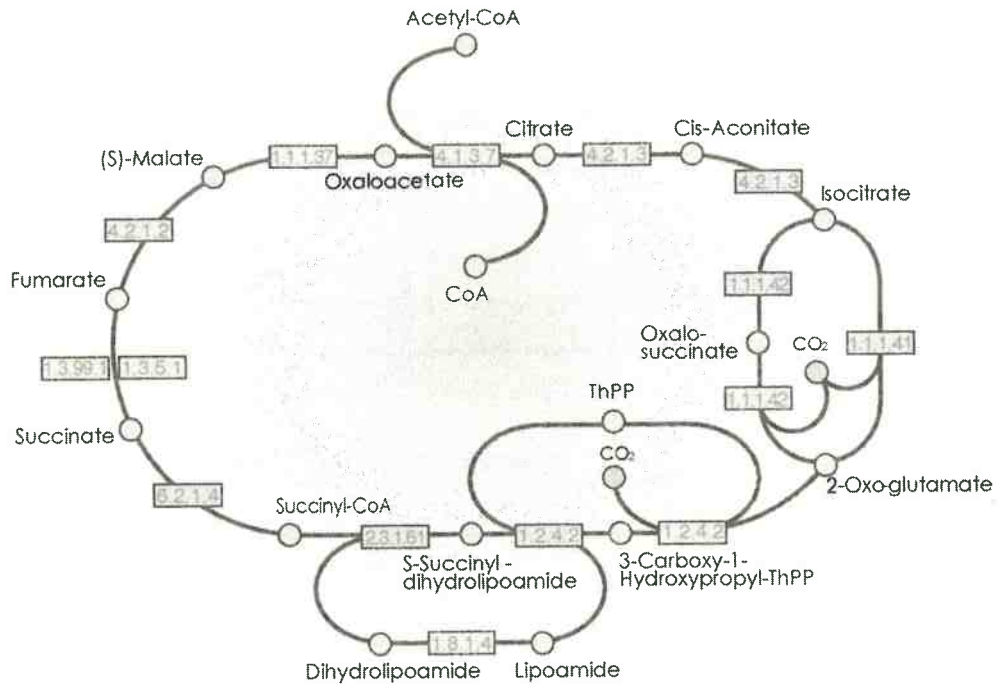 Acetyl-CoA
(S)-Malate
1.1.1.37
Oxaloacetate
4.1.3.7
Citrate
4.2.1.3
Cis-Aconitate
4.2.1.3
Isocitrate
4.2.1.2
Fumarate
CoA
1.1.1.42
Oxalo-
succinate
CO₂
1.1.1.41
1.3.99.1
1.3.5.1
1.1.1.42
ThPP
Succinate
CO₂
2-Oxo-glutamate
6.2.1.4
Succinyl-CoA
2.3.1.61
1.2.4.2
1.2.4.2
S-Succinyl-
dihydrolipoamide
3-Carboxy-1-
Hydroxypropyl-ThPP
1.8.1.4
Dihydrolipoamide
Lipoamide